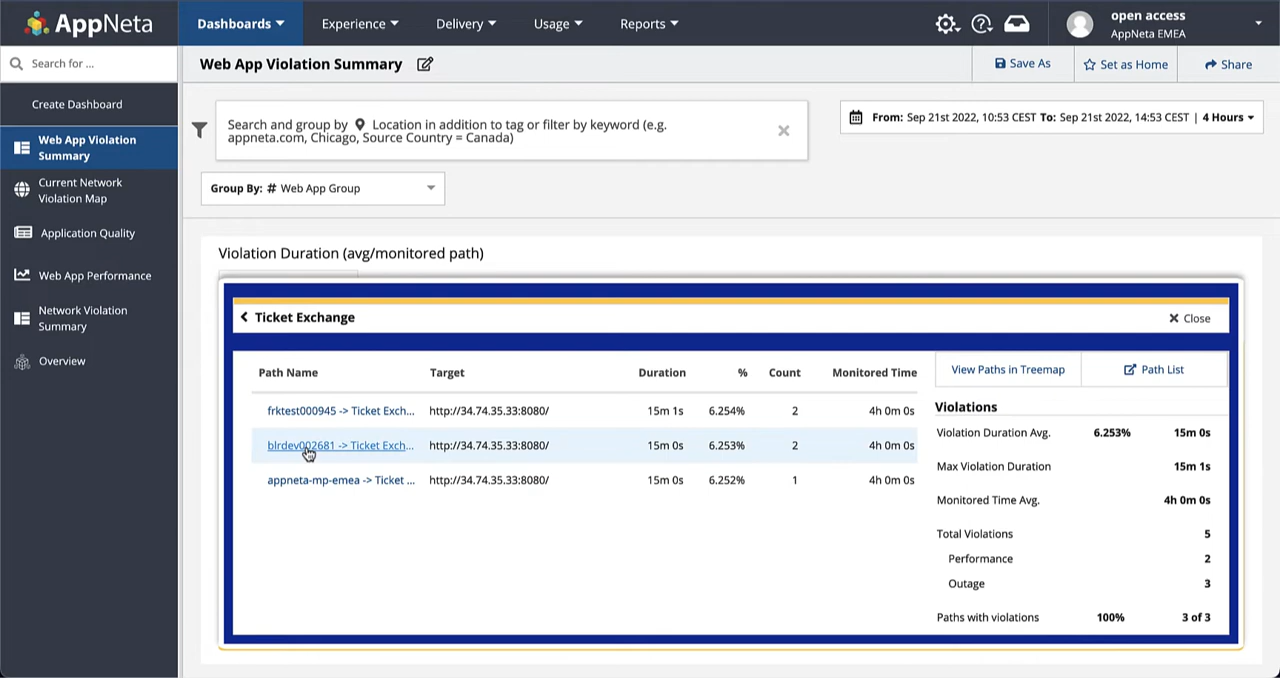 AppNeta
Dashboards
Experience
Delivery
Usage
Reports
open access
AppNeta EMEA
Search for ...
Web App Violation Summary
Save As
Set as Home
Share
Create Dashboard
Web App Violation
Summary
Current Network
Violation Map
Application Quality
Web App Performance
Network Violation
Summary
Overview
Search and group by Location in addition to tag or filter by keyword (e.g.
appneta.com, Chicago, Source Country = Canada)
From: Sep 21st 2022, 10:53 CEST To: Sep 21st 2022, 14:53 CEST | 4 Hours
Group By: # Web App Group
Violation Duration (avg/monitored path)
Ticket Exchange
Close
Path Name Target Duration % Count Monitored Time
frktest000945 -> Ticket Exch... http://34.74.35.33:8080/ 15m 1s 6.254% 2 4h 0m 0s
blrdev002681 -> Ticket Exch... http://34.74.35.33:8080/ 15m 0s 6.253% 2 4h 0m 0s
appneta-mp-emea -> Ticket ... http://34.74.35.33:8080/ 15m 0s 6.252% 1 4h 0m 0s
View Paths in Treemap
Path List
Violations
Violation Duration Avg. 6.253% 15m 0s
Max Violation Duration 15m 1s
Monitored Time Avg. 4h 0m 0s
Total Violations 5
Performance 2
Outage 3
Paths with violations 100% 3 of 3